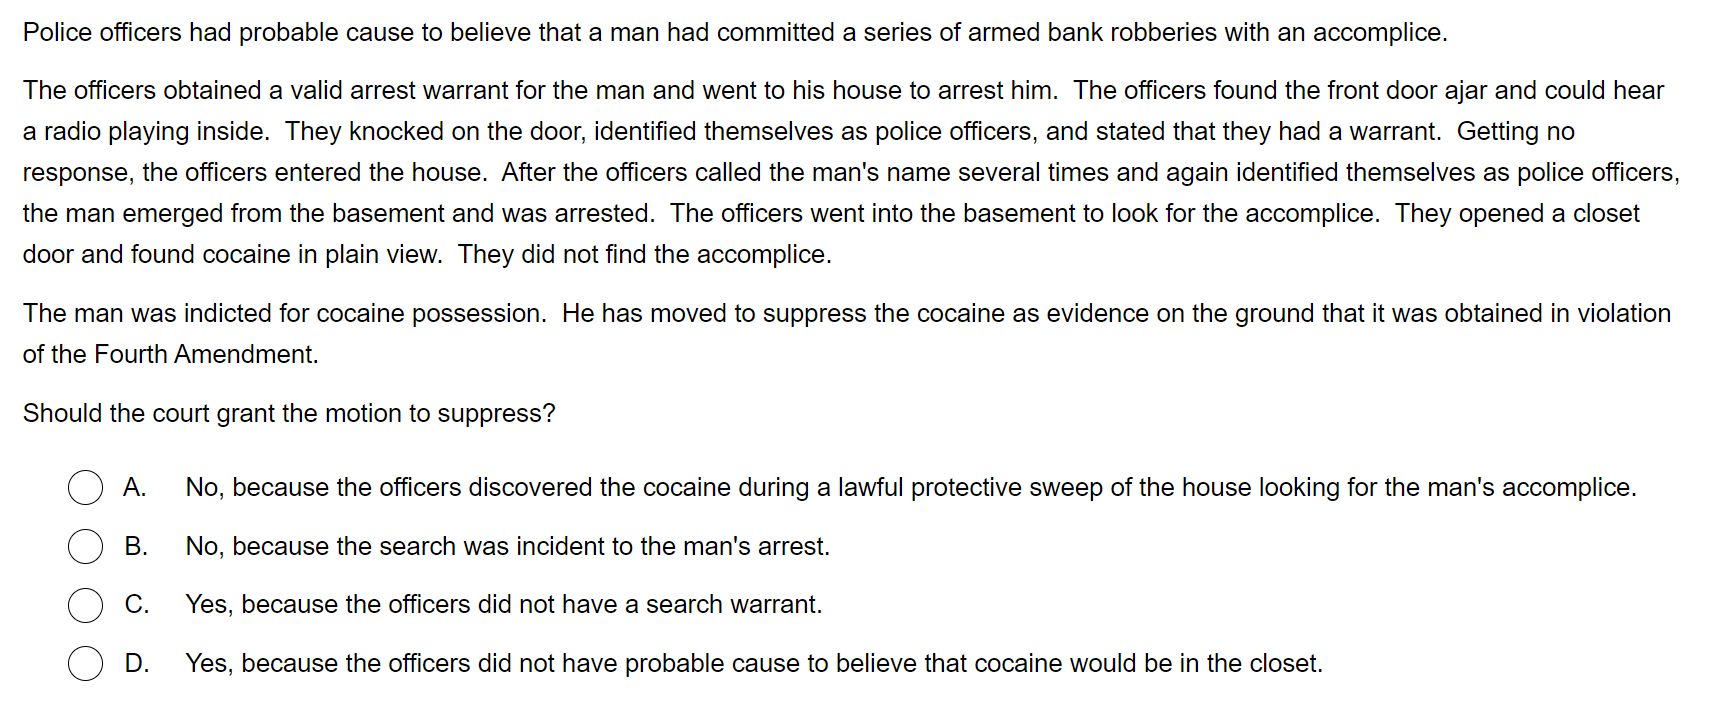 Police officers had probable cause to believe that a man had committed a series of armed bank robberies with an accomplice.
The officers obtained a valid arrest warrant for the man and went to his house to arrest him. The officers found the front door ajar and could hear
a radio playing inside. They knocked on the door, identified themselves as police officers, and stated that they had a warrant. Getting no
response, the officers entered the house. After the officers called the man's name several times and again identified themselves as police officers,
the man emerged from the basement and was arrested. The officers went into the basement to look for the accomplice. They opened a closet
door and found cocaine in plain view. They did not find the accomplice.
The man was indicted for cocaine possession. He has moved to suppress the cocaine as evidence on the ground that it was obtained in violation
of the Fourth Amendment.
Should the court grant the motion to suppress?
A. No, because the officers discovered the cocaine during a lawful protective sweep of the house looking for the man's accomplice.
B. No, because the search was incident to the man's arrest.
C. Yes, because the officers did not have a search warrant.
D. Yes, because the officers did not have probable cause to believe that cocaine would be in the closet.